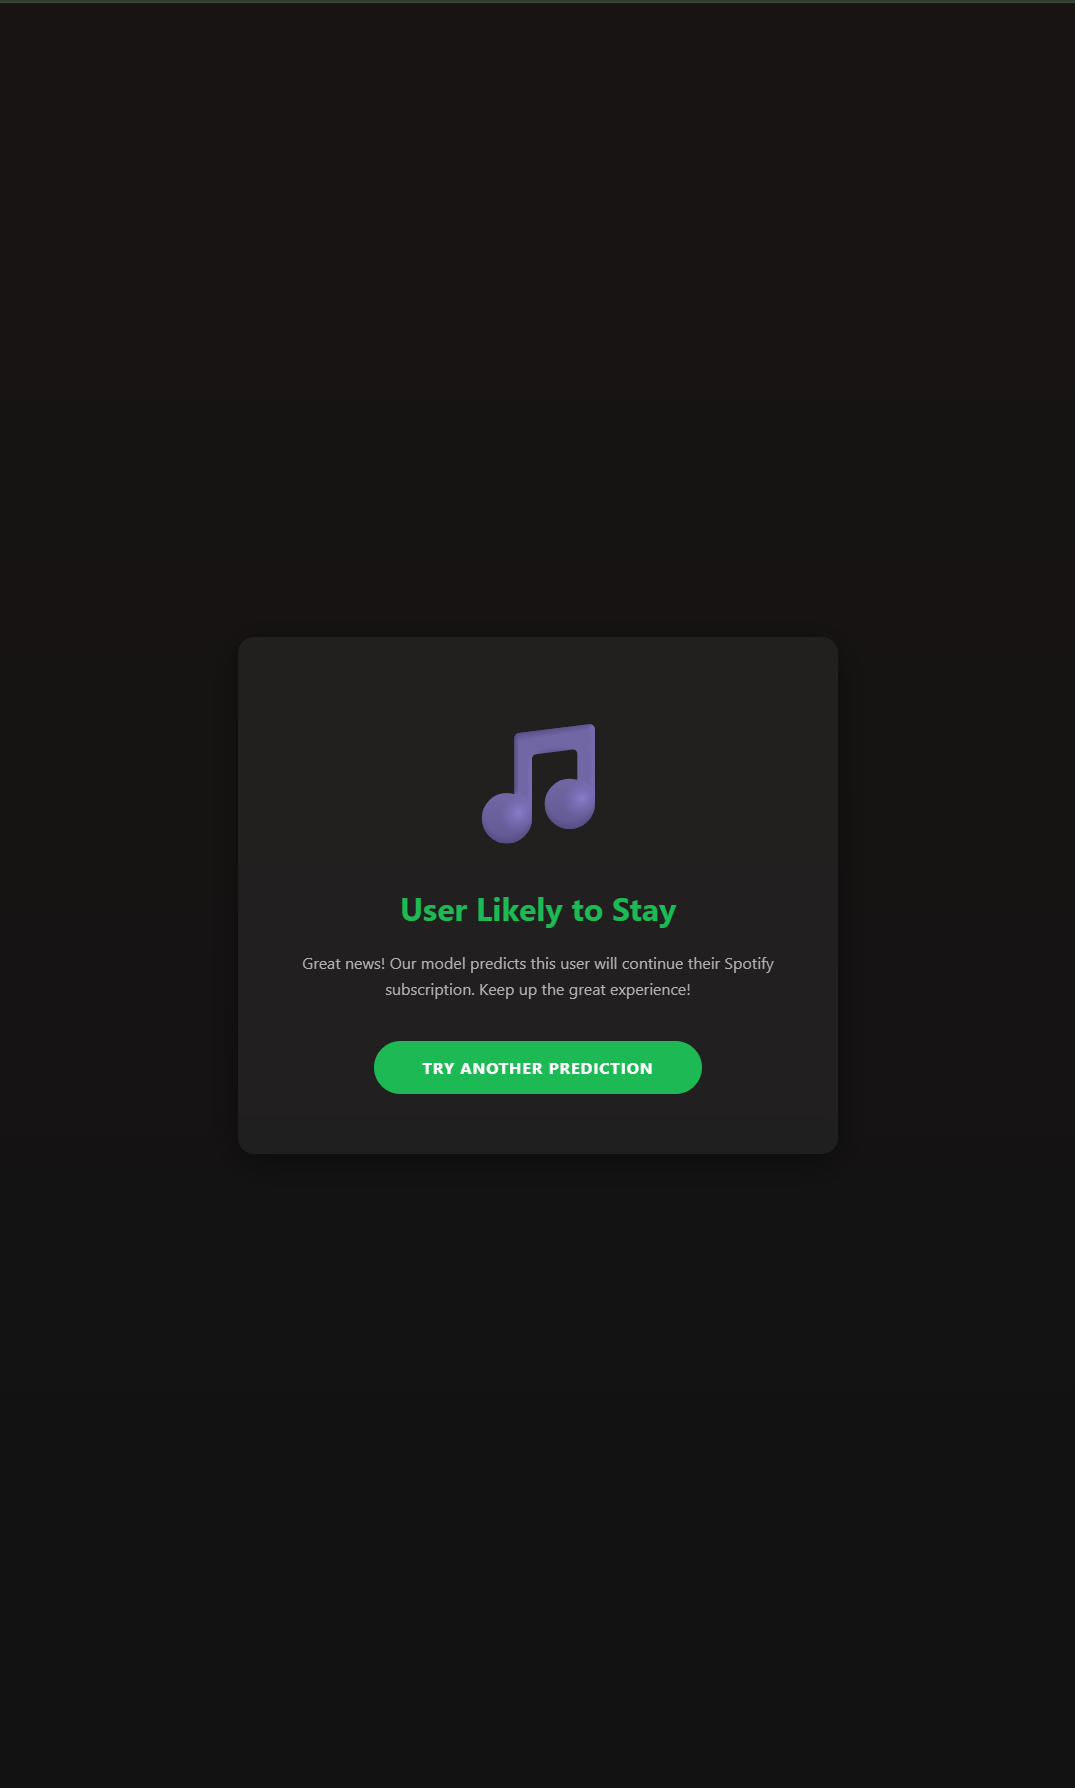 User Likely to Stay
Great news! Our model predicts this user will continue their Spotify
subscription. Keep up the great experience!
TRY ANOTHER PREDICTION